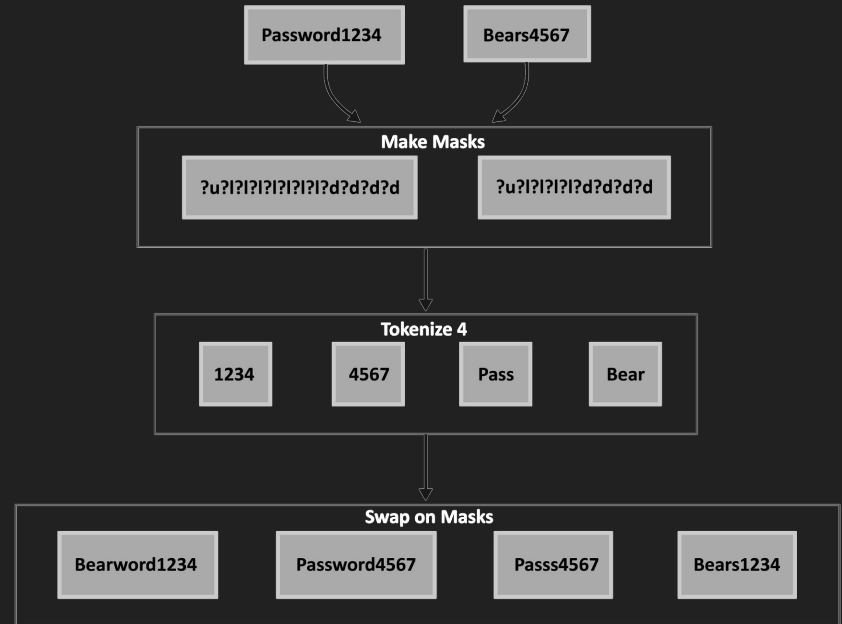 Password1234
Bears4567
Make Masks
?u?l?l?l?l?l?l?l?d?d?d?d
?u?l?l?l?l?d?d?d?d
Tokenize 4
1234
4567
Pass
Bear
Swap on Masks
Bearword1234
Password4567
Passs4567
Bears1234